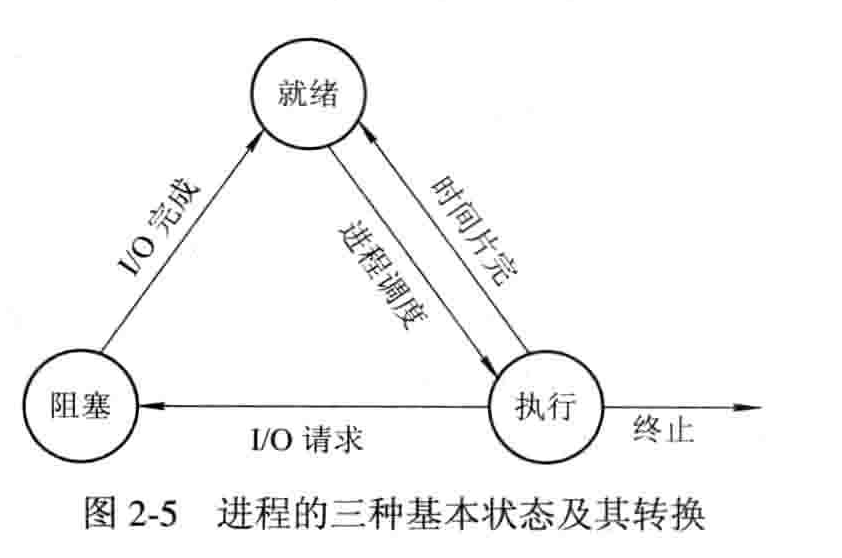 就绪
I/O 完成
进程调度
时间片完
阻塞
执行
I/O 请求
终止
图 2-5 进程的三种基本状态及其转换